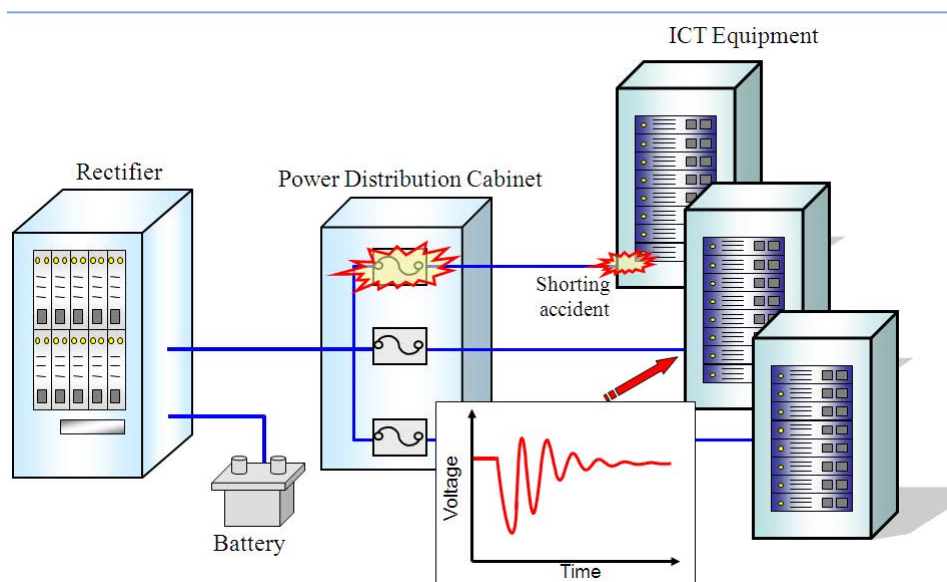 ICT Equipment
Rectifier
Power Distribution Cabinet
Shorting
accident
Voltage
Time
Battery